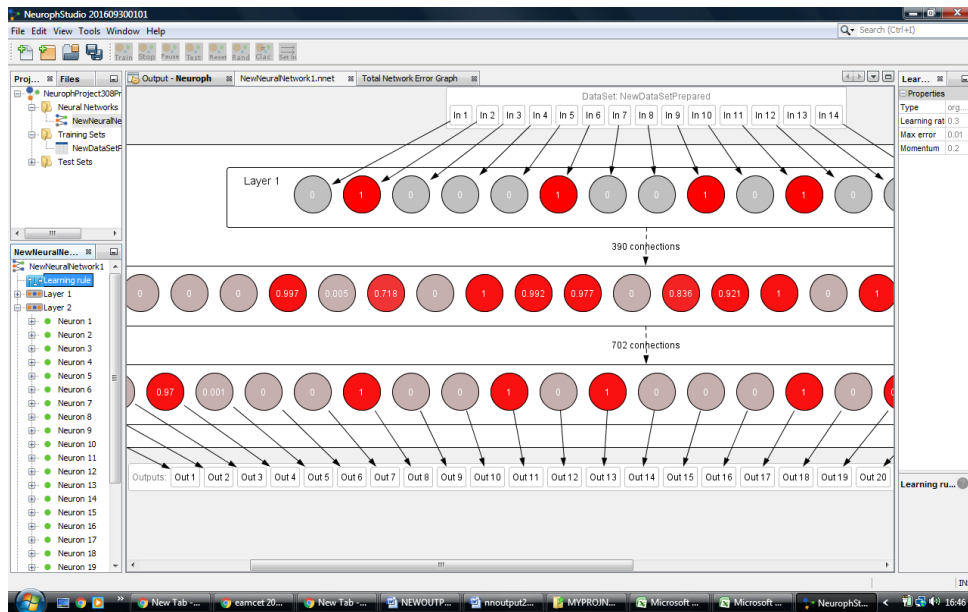 NeurophStudio 201609300101
File Edit View Tools Window Help
Search (Ctrl+I)
Train Stop Pause Test Reset Rand Set In
Proj... Files
Output - Neuroph NewNeuralNetwork1.nnet Total Network Error Graph
Lear...
NeurophProject308Pr
Neural Networks
NewNeuralNe
Training Sets
NewDataSetF
Test Sets
DataSet: NewDataSetPrepared
In 1 In 2 In 3 In 4 In 5 In 6 In 7 In 8 In 9 In 10 In 11 In 12 In 13 In 14
Layer 1
0 1 0 0 0 1 0 0 1 0 1 0
390 connections
0 0 0 0.997 0.005 0.718 0 1 0.992 0.977 0 0.836 0.921 1 0 1
702 connections
0.97 0.001 0 0 1 0 0 1 0 1 0 0 0 1 0
Outputs: Out 1 Out 2 Out 3 Out 4 Out 5 Out 6 Out 7 Out 8 Out 9 Out 10 Out 11 Out 12 Out 13 Out 14 Out 15 Out 16 Out 17 Out 18 Out 19 Out 20
Properties
Type org....
Learning rat 0.3
Max error 0.01
Momentum 0.2
Learning ru...
NewNeuralNe...
NewNeuralNetwork1
Learning rule
Layer 1
Layer 2
Neuron 1
Neuron 2
Neuron 3
Neuron 4
Neuron 5
Neuron 6
Neuron 7
Neuron 8
Neuron 9
Neuron 10
Neuron 11
Neuron 12
Neuron 13
Neuron 14
Neuron 15
Neuron 16
Neuron 17
Neuron 18
Neuron 19
IN
New Tab -... eamcet 20... New Tab -... NEWOUTP... nnoutput2... MYPROJN... Microsoft ... Microsoft ... NeurophSt... 16:46